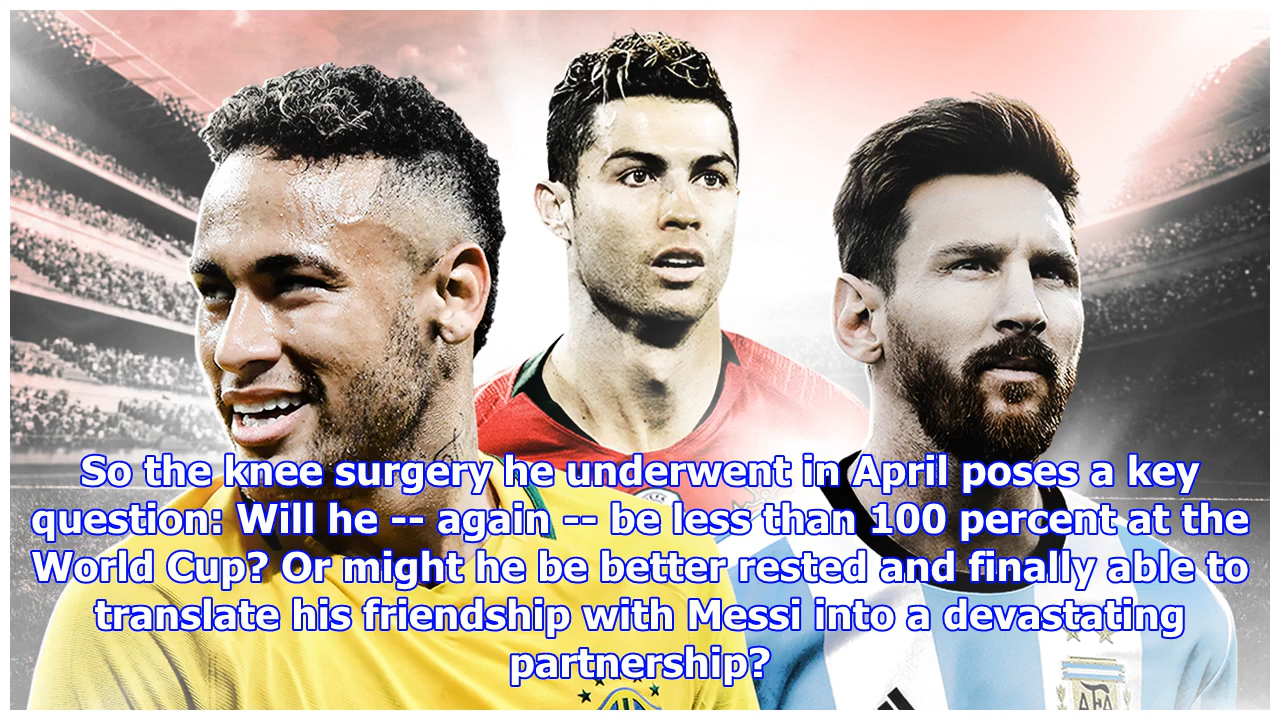 So the knee surgery he underwent in April poses a key
question: Will he -- again -- be less than 100 percent at the
World Cup? Or might he be better rested and finally able to
translate his friendship with Messi into a devastating
partnership?
AFA